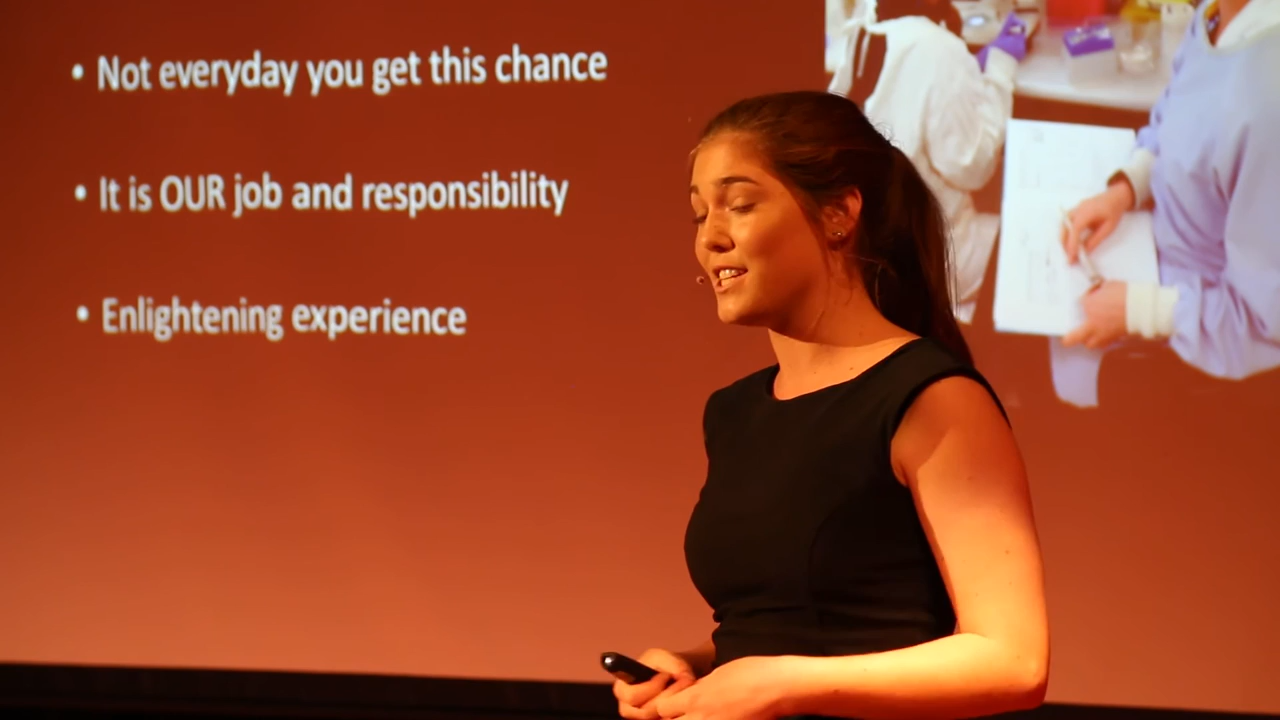 • Not everyday you get this chance
• It is OUR job and responsibility
• Enlightening experience